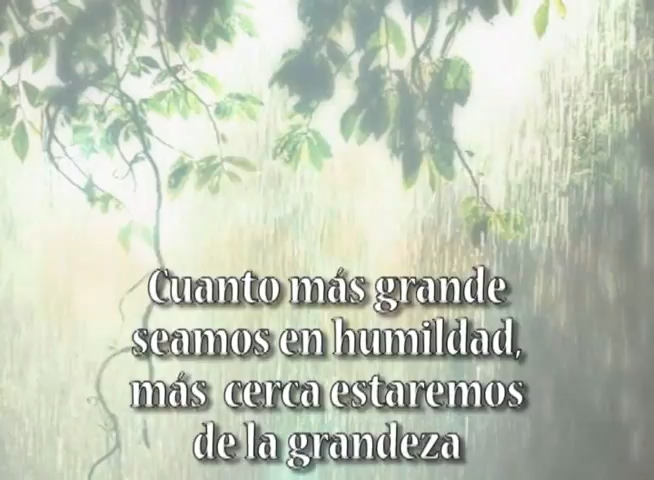 Cuanto más grande
seamos en humildad,
más cerca estaremos
de la grandeza